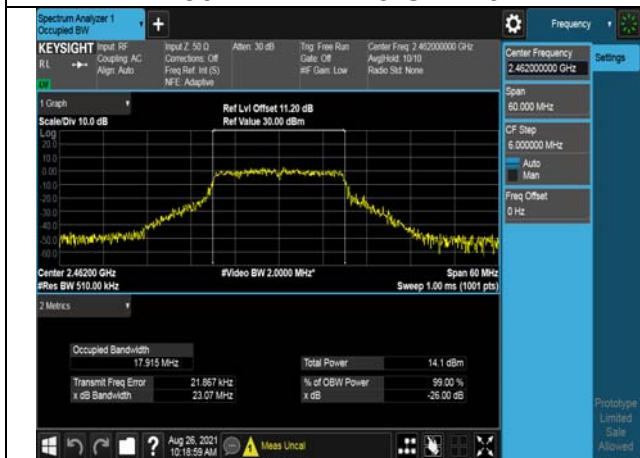 Spectrum Analyzer 1
Occupied BW
Frequency
KEYSIGHT
Input: RF
Input Z: 50 Ω
Atten: 30 dB
Trig: Free Run
Center Freq: 2.462000000 GHz
RL
Coupling: AC
Corrections: Off
Gate: Off
Avg|Hold: 10/10
Align: Auto
Freq Ref: Int (S)
#IF Gain: Low
Radio Std: None
NFE: Adaptive
Center Frequency
2.462000000 GHz
Settings
Span
60.000 MHz
CF Step
6.000000 MHz
Auto
Man
Freq Offset
0 Hz
1 Graph
Ref Lvl Offset 11.20 dB
Scale/Div 10.0 dB
Ref Value 30.00 dBm
Log
20.0
10.0
0.00
-10.0
-20.0
-30.0
-40.0
-50.0
-60.0
Center 2.46200 GHz
#Video BW 2.0000 MHz*
Span 60 MHz
#Res BW 510.00 kHz
Sweep 1.00 ms (1001 pts)
2 Metrics
Occupied Bandwidth
17.915 MHz
Total Power
14.1 dBm
Transmit Freq Error
21.867 kHz
% of OBW Power
99.00 %
x dB Bandwidth
23.07 MHz
x dB
-26.00 dB
Prototype
Limited
Sale
Allowed
?
Aug 26, 2021
10:18:59 AM
Meas Uncal